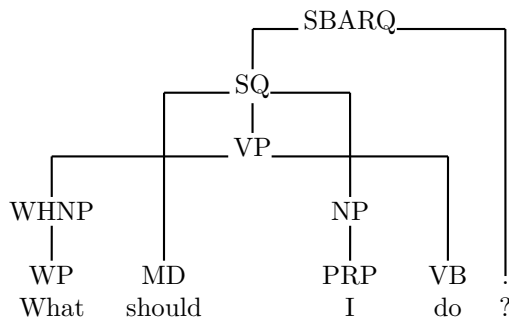 SBARQ
SQ
VP
WHNP NP
WP MD PRP VB .
What should I do ?